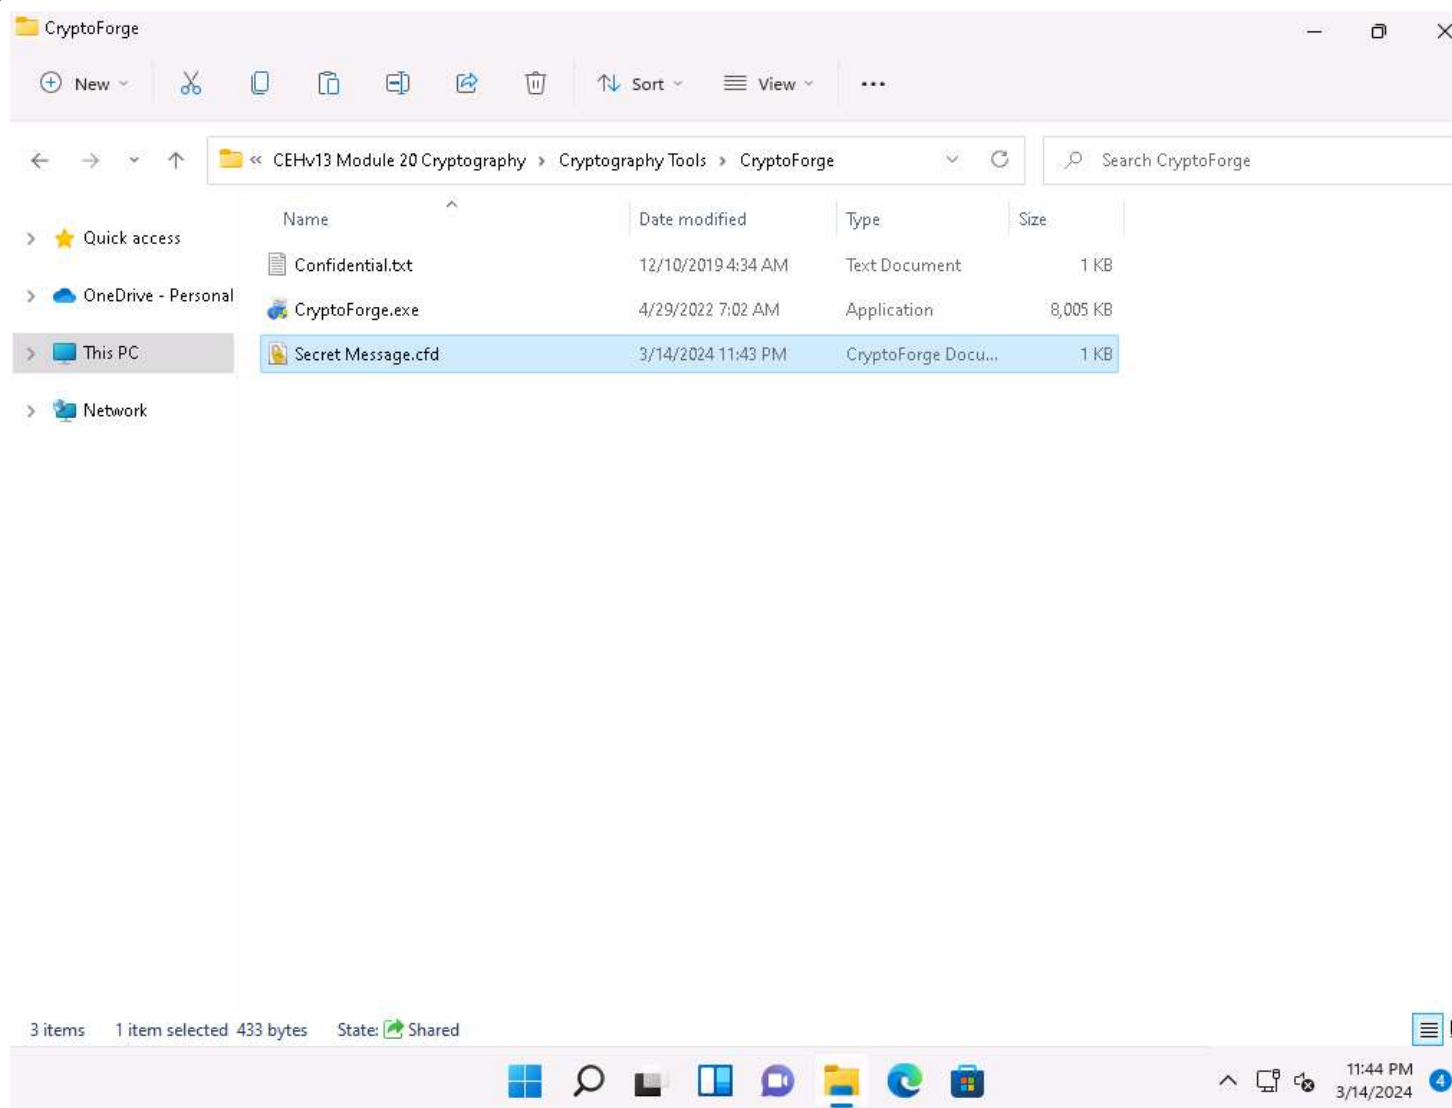 CryptoForge
New
Sort
View
« CEHv13 Module 20 Cryptography > Cryptography Tools > CryptoForge
Search CryptoForge
Name Date modified Type Size
Quick access
OneDrive - Personal
This PC
Network
Confidential.txt 12/10/2019 4:34 AM Text Document 1 KB
CryptoForge.exe 4/29/2022 7:02 AM Application 8,005 KB
Secret Message.cfd 3/14/2024 11:43 PM CryptoForge Docu... 1 KB
3 items 1 item selected 433 bytes State: Shared
11:44 PM
3/14/2024
4